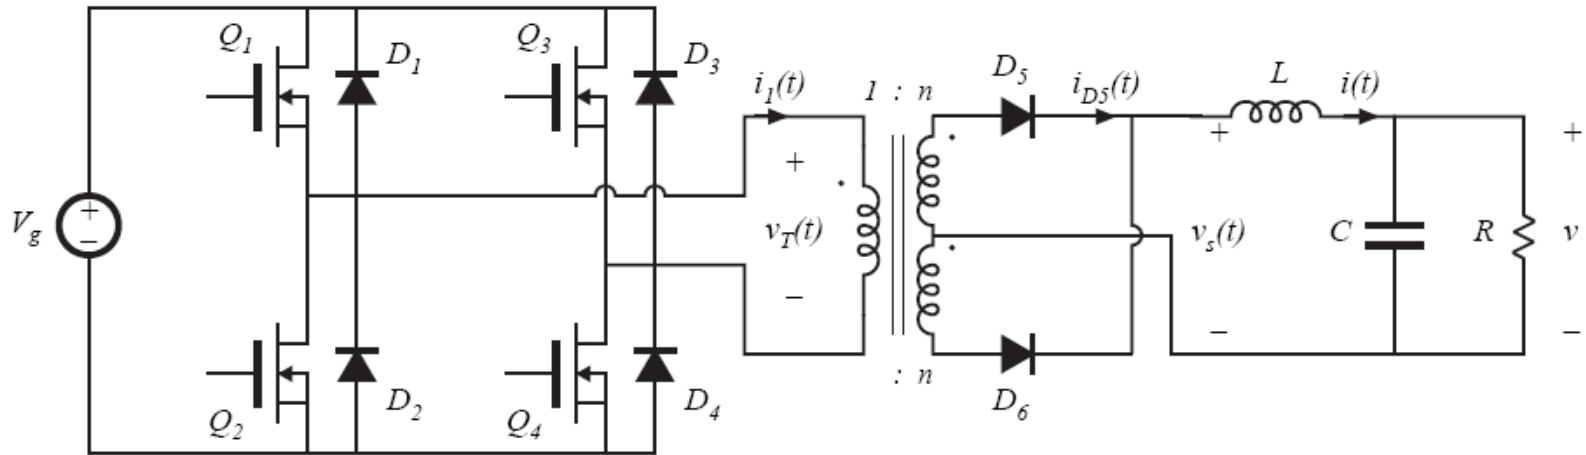 Q1
D1
Q3
D3
i1(t)
1 : n
D5
iD5(t)
L
i(t)
+
+
+
Vg
+
−
vT(t)
vs(t)
C
R
v
−
−
−
Q2
D2
Q4
D4
: n
D6